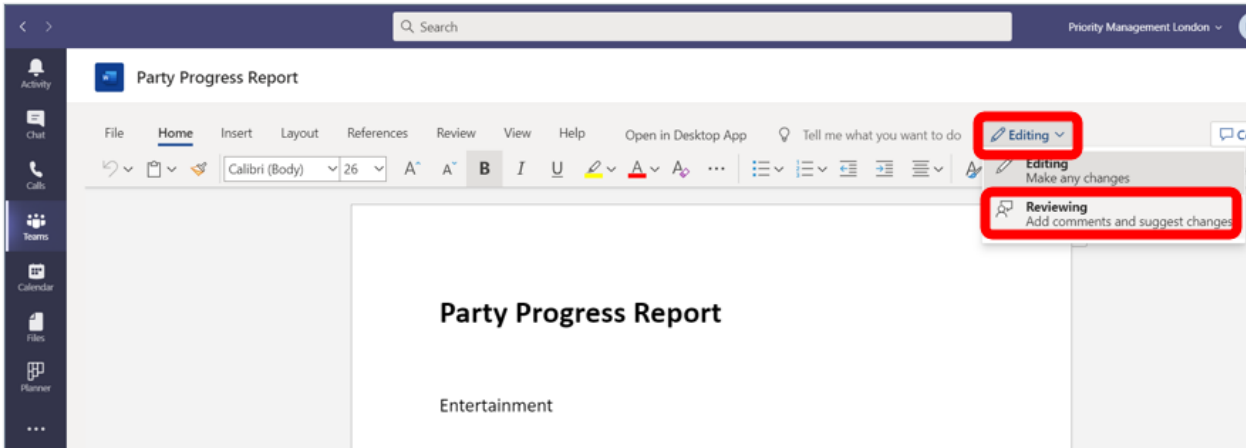 Search
Priority Management London
Activity
Party Progress Report
Chat
File Home Insert Layout References Review View Help Open in Desktop App Tell me what you want to do Editing
Calls
Calibri (Body) 26 A A B I U A A
Editing
Make any changes
Reviewing
Add comments and suggest changes
Teams
Calendar
Files
Planner
Party Progress Report
Entertainment